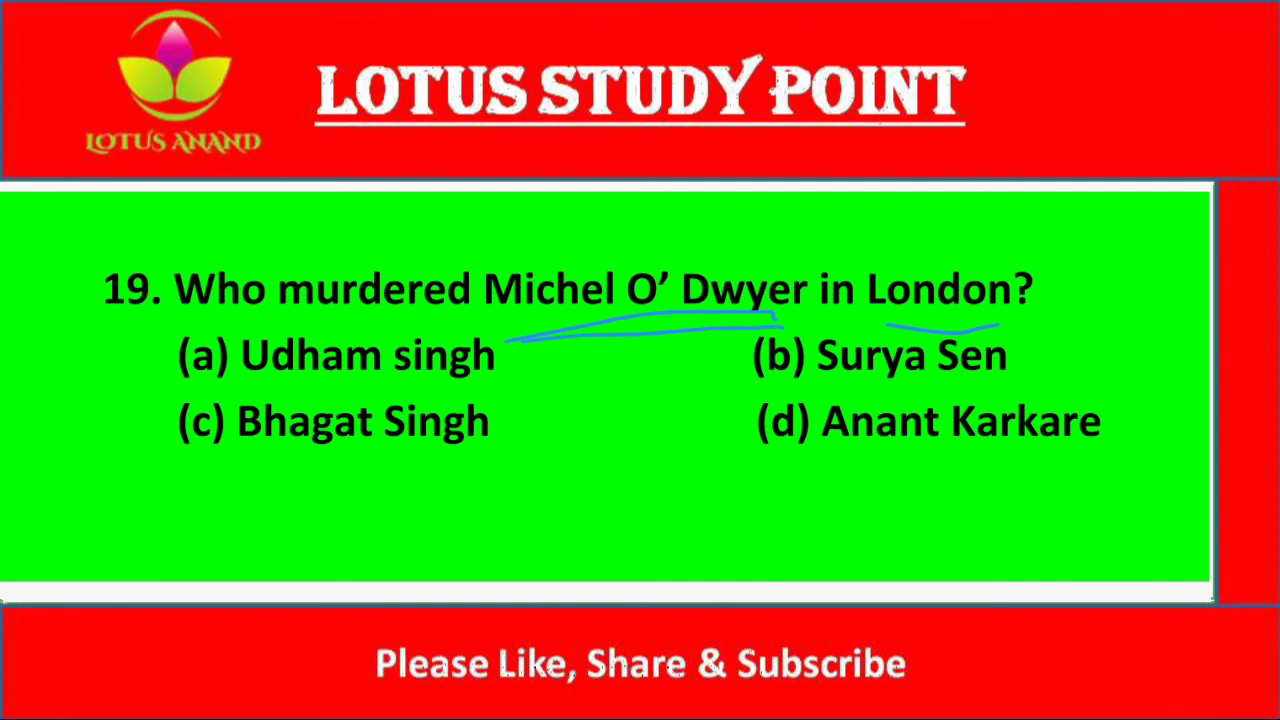 LOTUS STUDY POINT
LOTUS ANAND
19. Who murdered Michel O’ Dwyer in London?
(a) Udham singh (b) Surya Sen
(c) Bhagat Singh (d) Anant Karkare
Please Like, Share & Subscribe